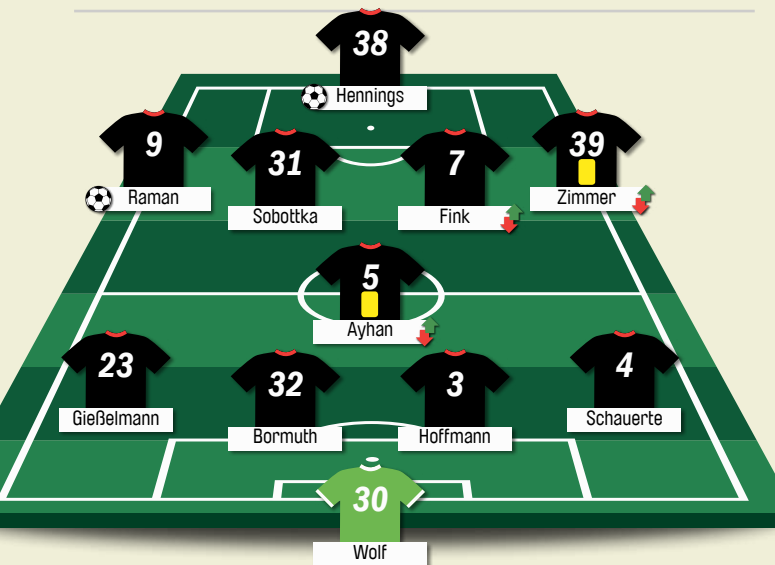 38
Hennings
9
31
7
39
Raman
Sobottka
Fink
Zimmer
5
Ayhan
23
32
3
4
Gießelmann
Bormuth
Hoffmann
Schauerte
30
Wolf